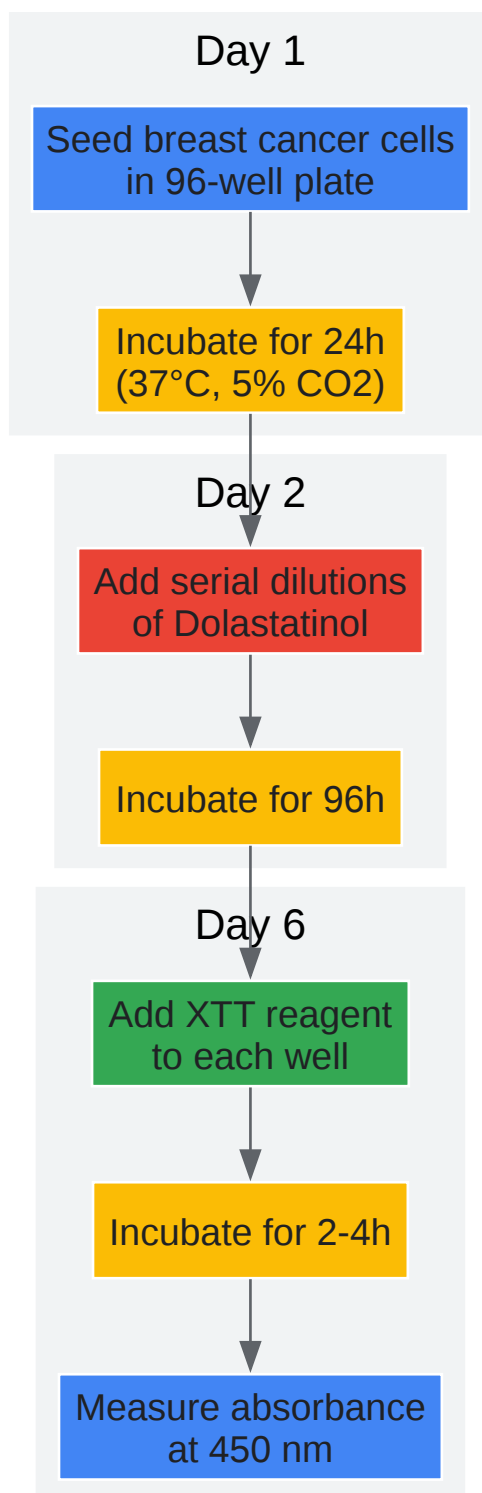 Day 1
Seed breast cancer cells
in 96-well plate
Incubate for 24h
(37°C, 5% CO2)
Day 2
Add serial dilutions
of Dolastatinol
Incubate for 96h
Day 6
Add XTT reagent
to each well
Incubate for 2-4h
Measure absorbance
at 450 nm